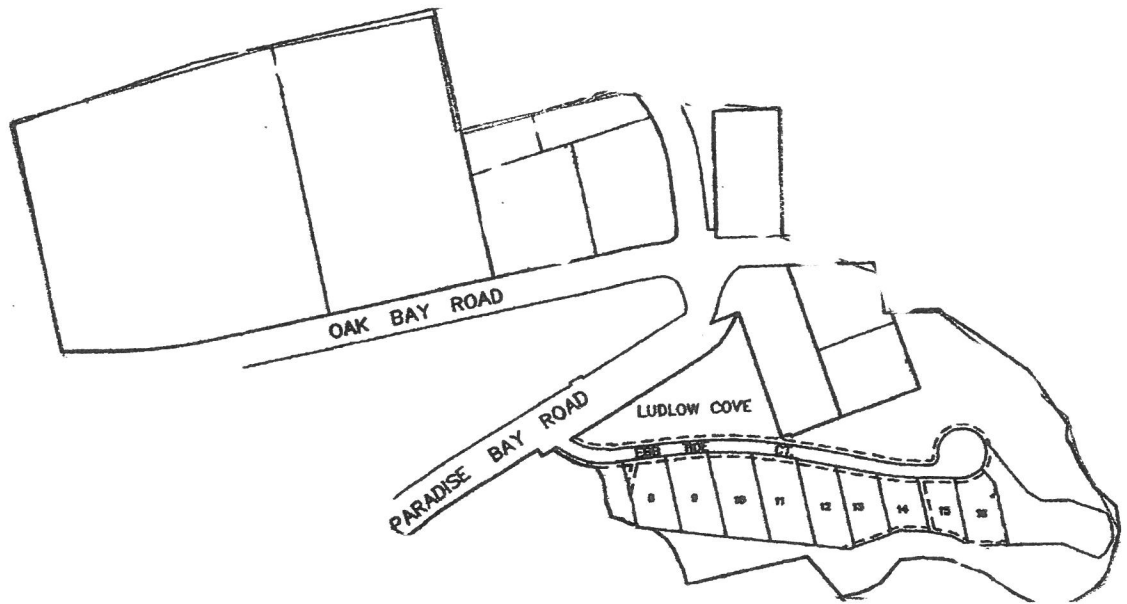 OAK BAY ROAD
PARADISE BAY ROAD
LUDLOW COVE
EBB TIDE CT.
8 9 10 11 12 13 14 15 16